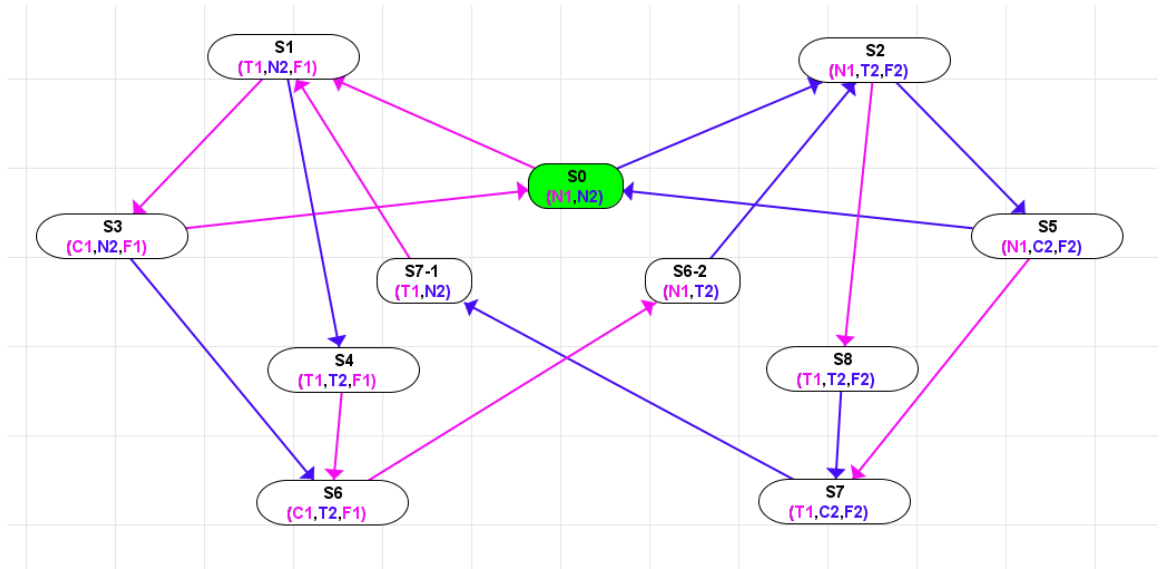 S1
(T1,N2,F1)
S2
(N1,T2,F2)
S0
(N1,N2)
S3
(C1,N2,F1)
S5
(N1,C2,F2)
S7-1
(T1,N2)
S6-2
(N1,T2)
S4
(T1,T2,F1)
S8
(T1,T2,F2)
S6
(C1,T2,F1)
S7
(T1,C2,F2)